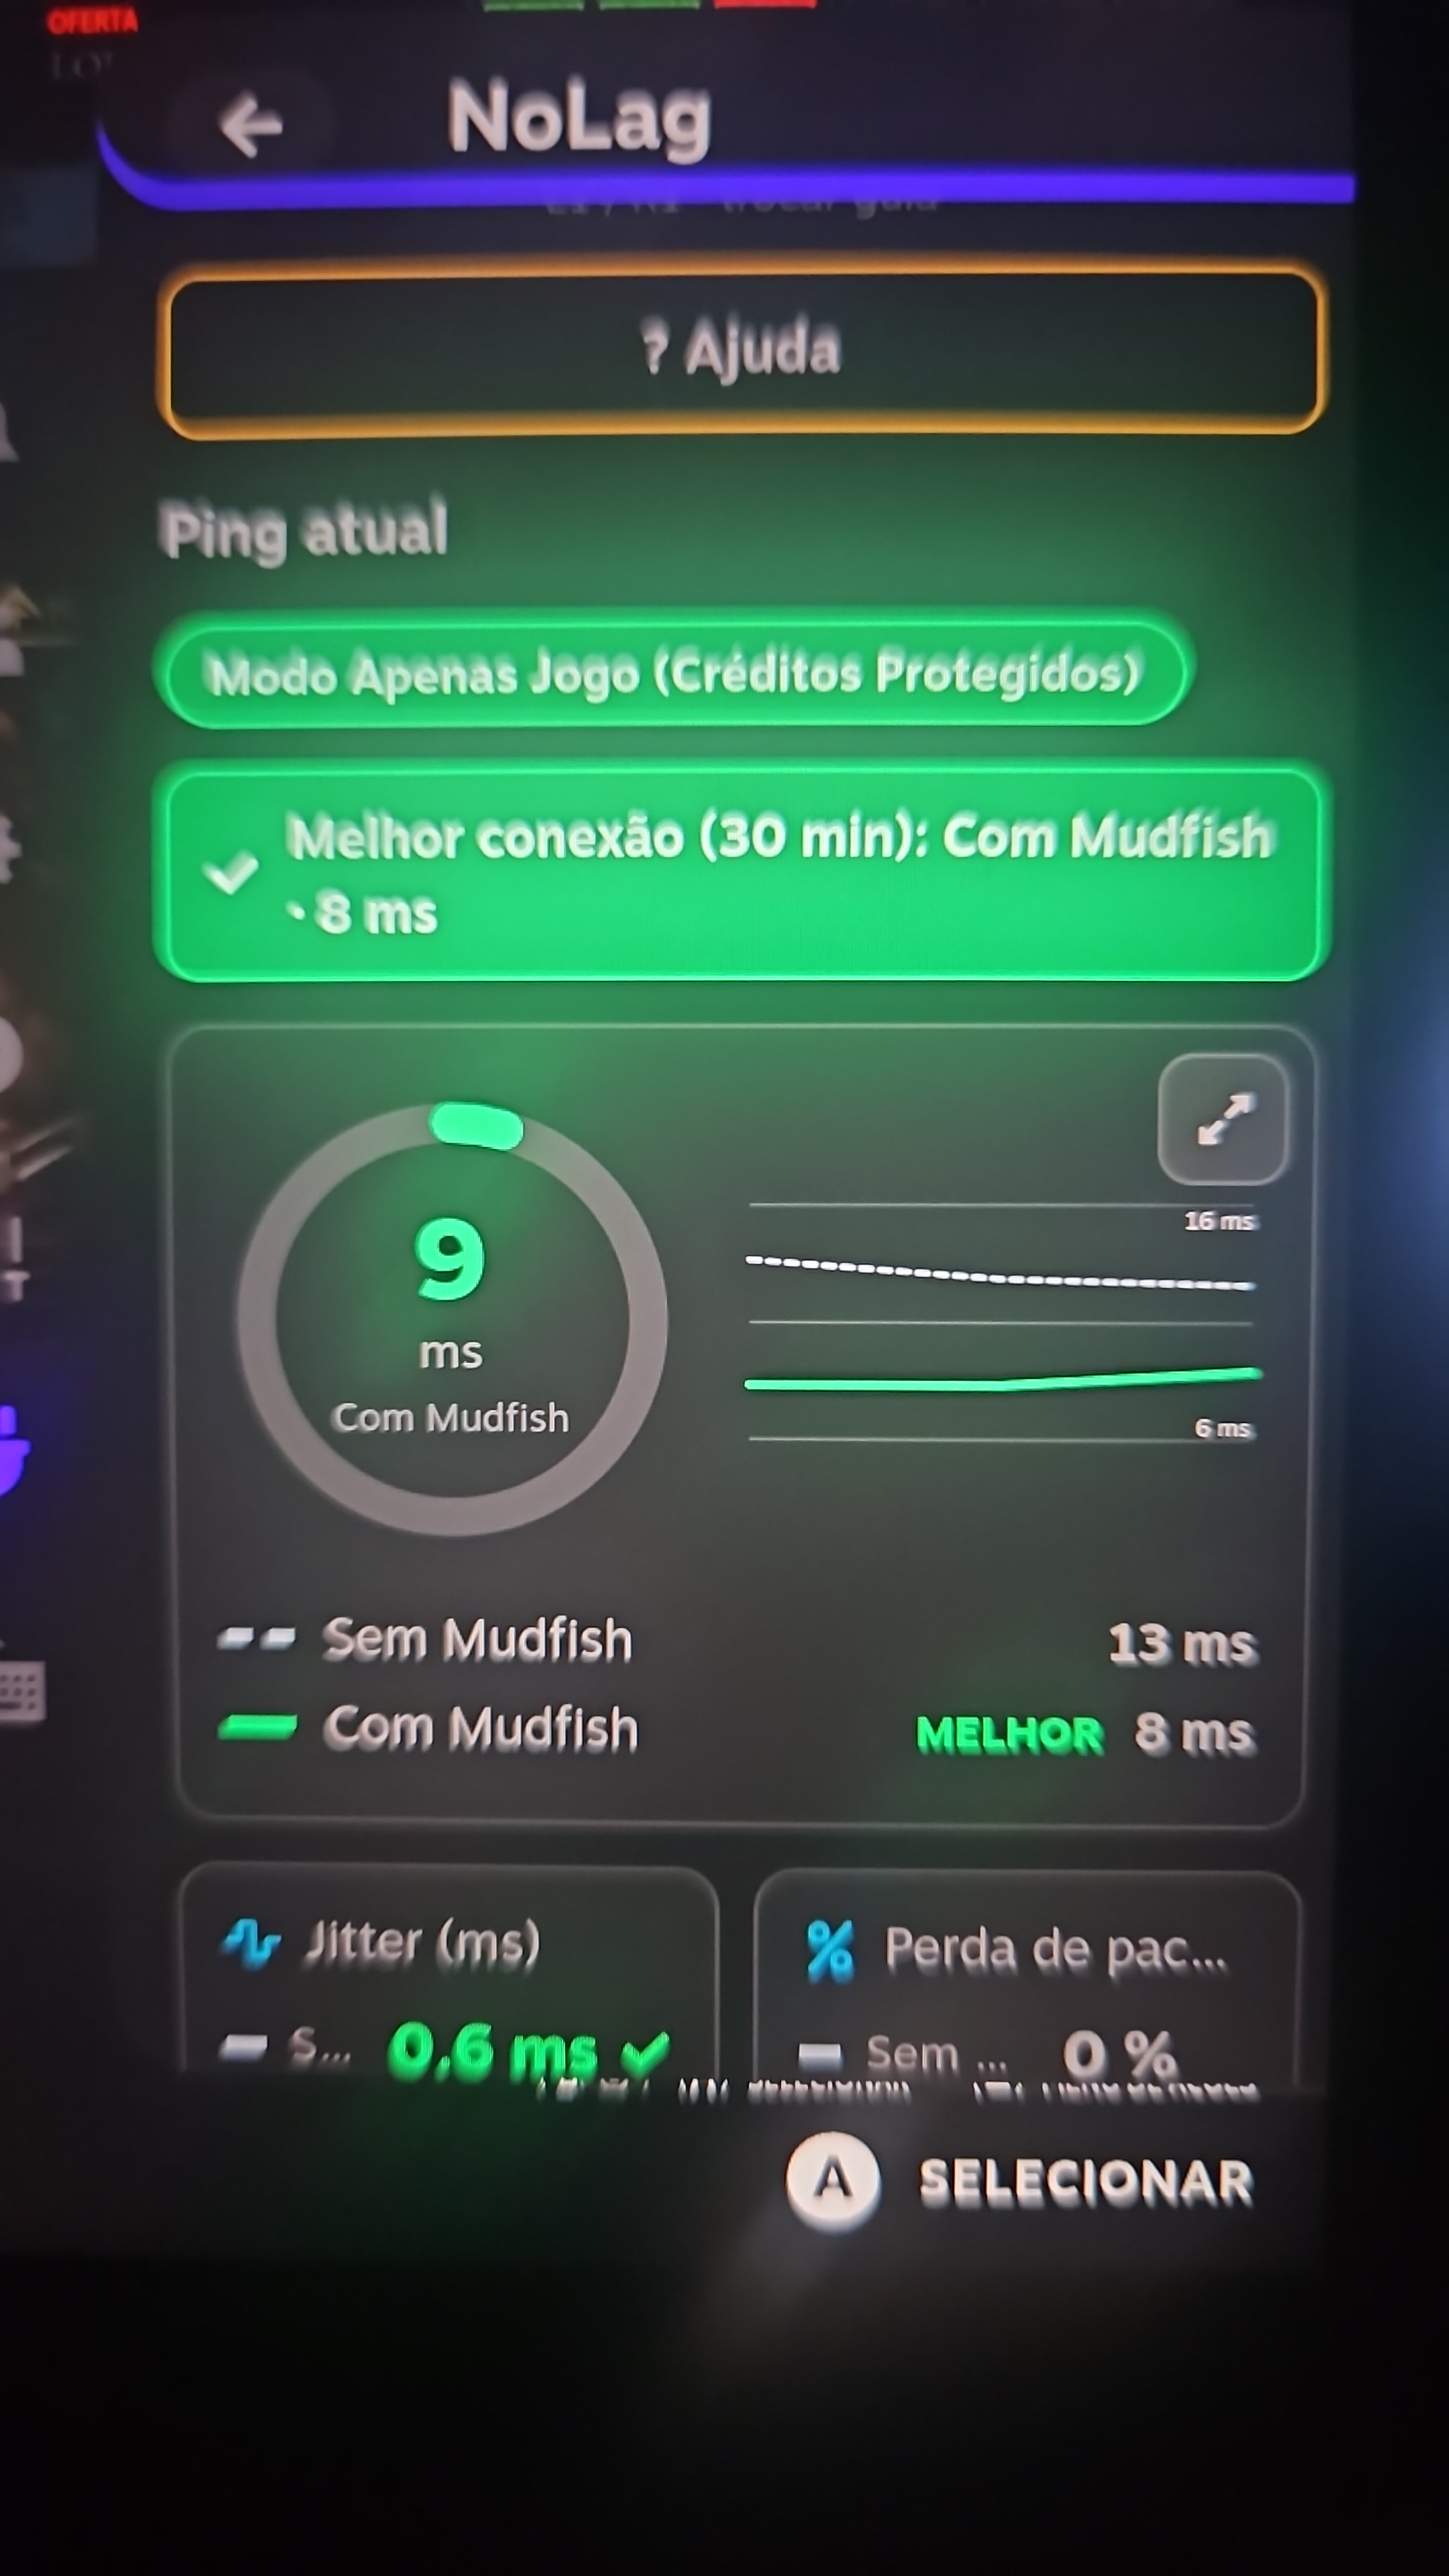 OFERTA
NoLag
? Ajuda
Ping atual
Modo Apenas Jogo (Créditos Protegidos)
Melhor conexão (30 min): Com Mudfish
• 8 ms
9
ms
Com Mudfish
16 ms
6 ms
Sem Mudfish 13 ms
Com Mudfish MELHOR 8 ms
Jitter (ms)
S... 0,6 ms
% Perda de pac...
Sem ... 0 %
A SELECIONAR